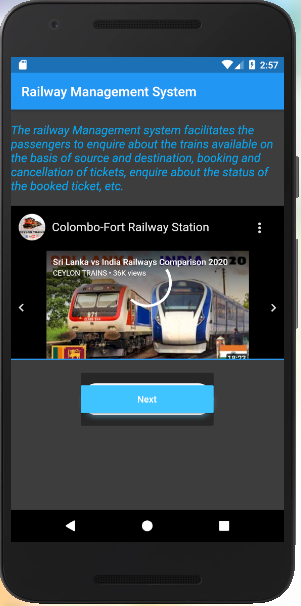 2:57
Railway Management System
The railway Management system facilitates the
passengers to enquire about the trains available on
the basis of source and destination, booking and
cancellation of tickets, enquire about the status of
the booked ticket, etc.
Colombo-Fort Railway Station
Sri Lanka vs India Railways Comparison 2020
CEYLON TRAINS • 36K views
871
18:22
Next